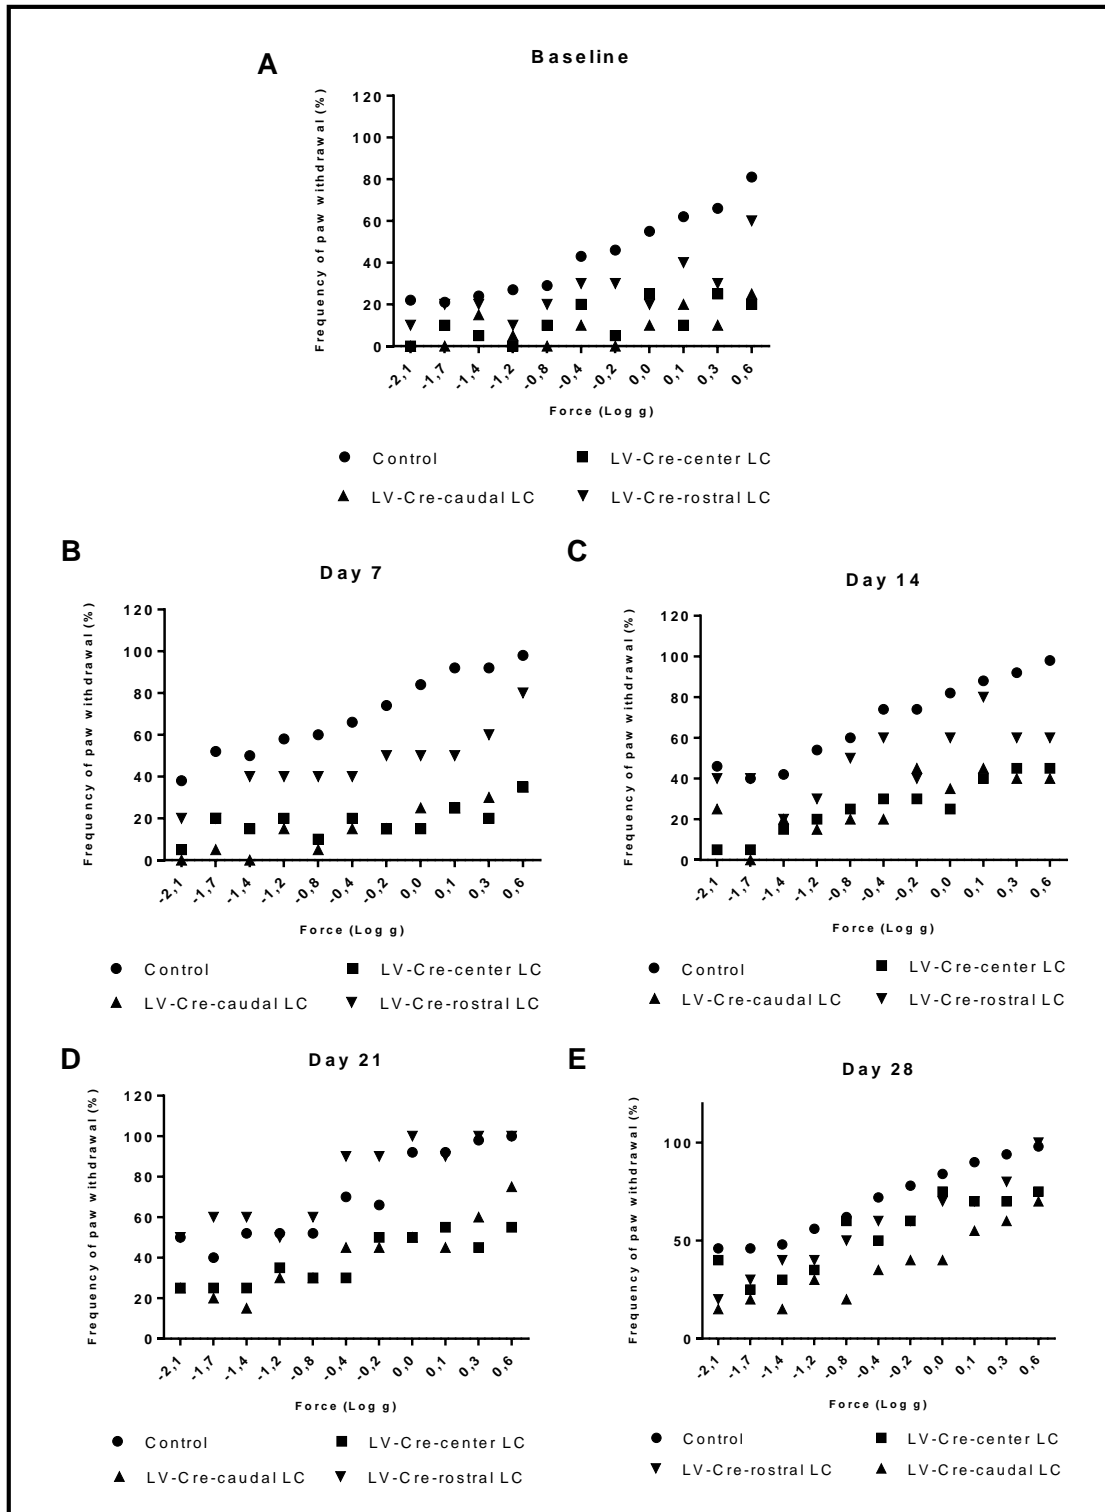 A
Baseline
Frequency of paw withdrawal (%)
120
100
80
60
40
20
0
-2,1 -1,7 -1,4 -1,2 -0,8 -0,4 -0,2 0,0 0,1 0,3 0,6
Force (Log g)
Control LV-Cre-center LC
LV-Cre-caudal LC LV-Cre-rostral LC
B
Day 7
Frequency of paw withdrawal (%)
120
100
80
60
40
20
0
-2,1 -1,7 -1,4 -1,2 -0,8 -0,4 -0,2 0,0 0,1 0,3 0,6
Force (Log g)
Control LV-Cre-center LC
LV-Cre-caudal LC LV-Cre-rostral LC
C
Day 14
Frequency of paw withdrawal (%)
120
100
80
60
40
20
0
-2,1 -1,7 -1,4 -1,2 -0,8 -0,4 -0,2 0,0 0,1 0,3 0,6
Force (Log g)
Control LV-Cre-center LC
LV-Cre-caudal LC LV-Cre-rostral LC
D
Day 21
Frequency of paw withdrawal (%)
120
100
80
60
40
20
0
-2,1 -1,7 -1,4 -1,2 -0,8 -0,4 -0,2 0,0 0,1 0,3 0,6
Force (Log g)
Control LV-Cre-center LC
LV-Cre-caudal LC LV-Cre-rostral LC
E
Day 28
Frequency of paw withdrawal (%)
100
50
0
-2,1 -1,7 -1,4 -1,2 -0,8 -0,4 -0,2 0,0 0,1 0,3 0,6
Force (Log g)
Control LV-Cre-center LC
LV-Cre-rostral LC LV-Cre-caudal LC